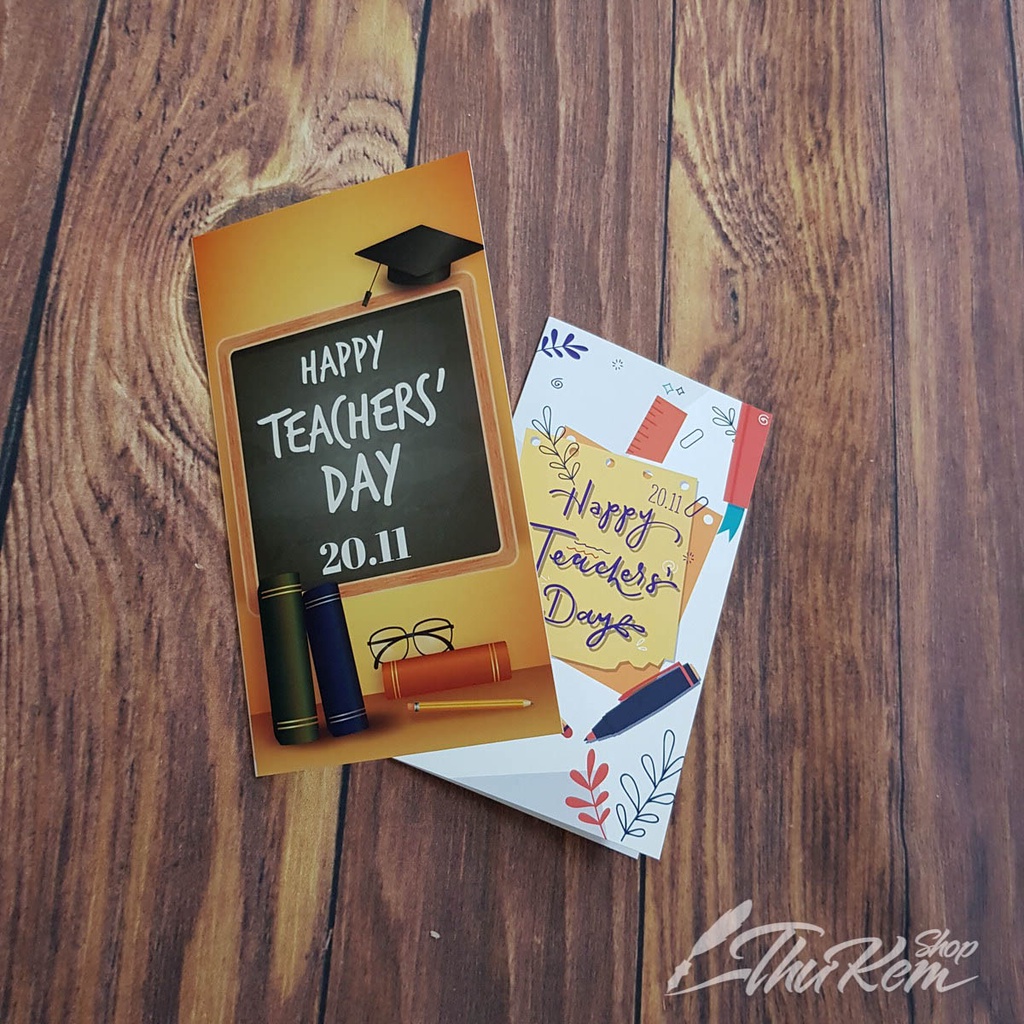 HAPPY
TEACHERS'
DAY
20.11
20.11
Happy
Teachers'
Day
ThuKem Shop